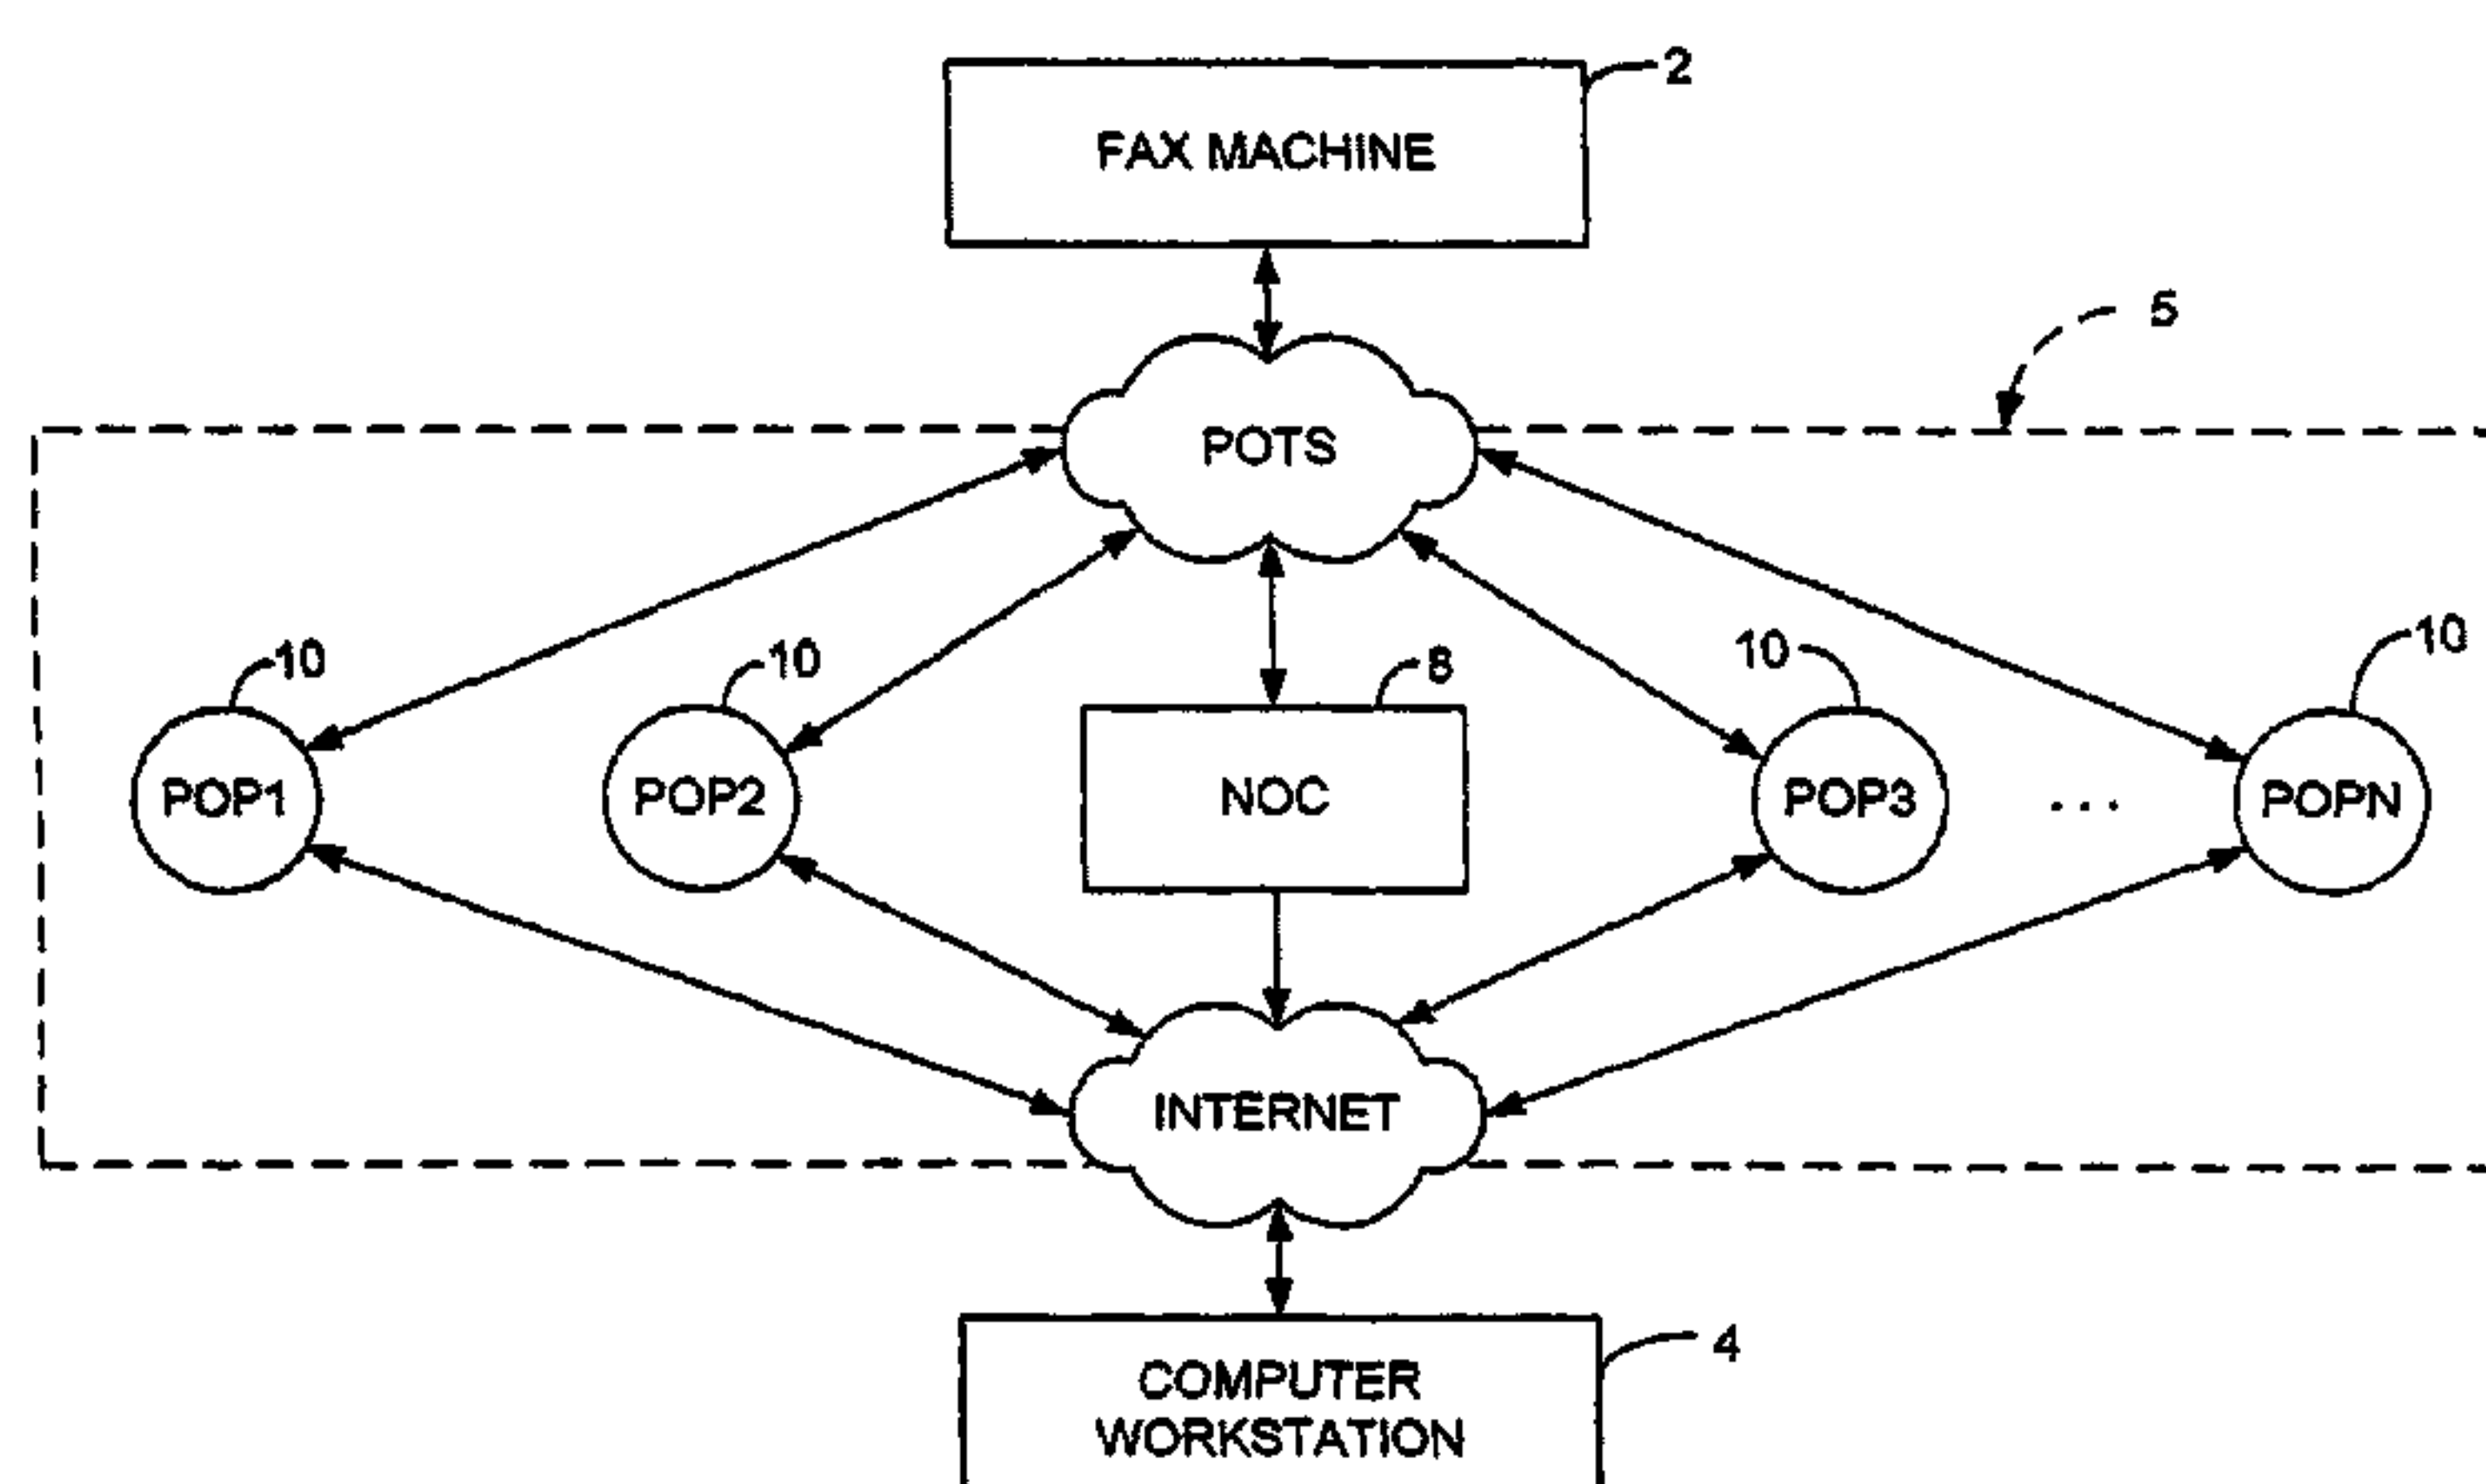 2
FAX MACHINE
5
POTS
10
10
8
10
10
POP1
POP2
NOC
POP3
...
POPN
INTERNET
4
COMPUTER
WORKSTATION